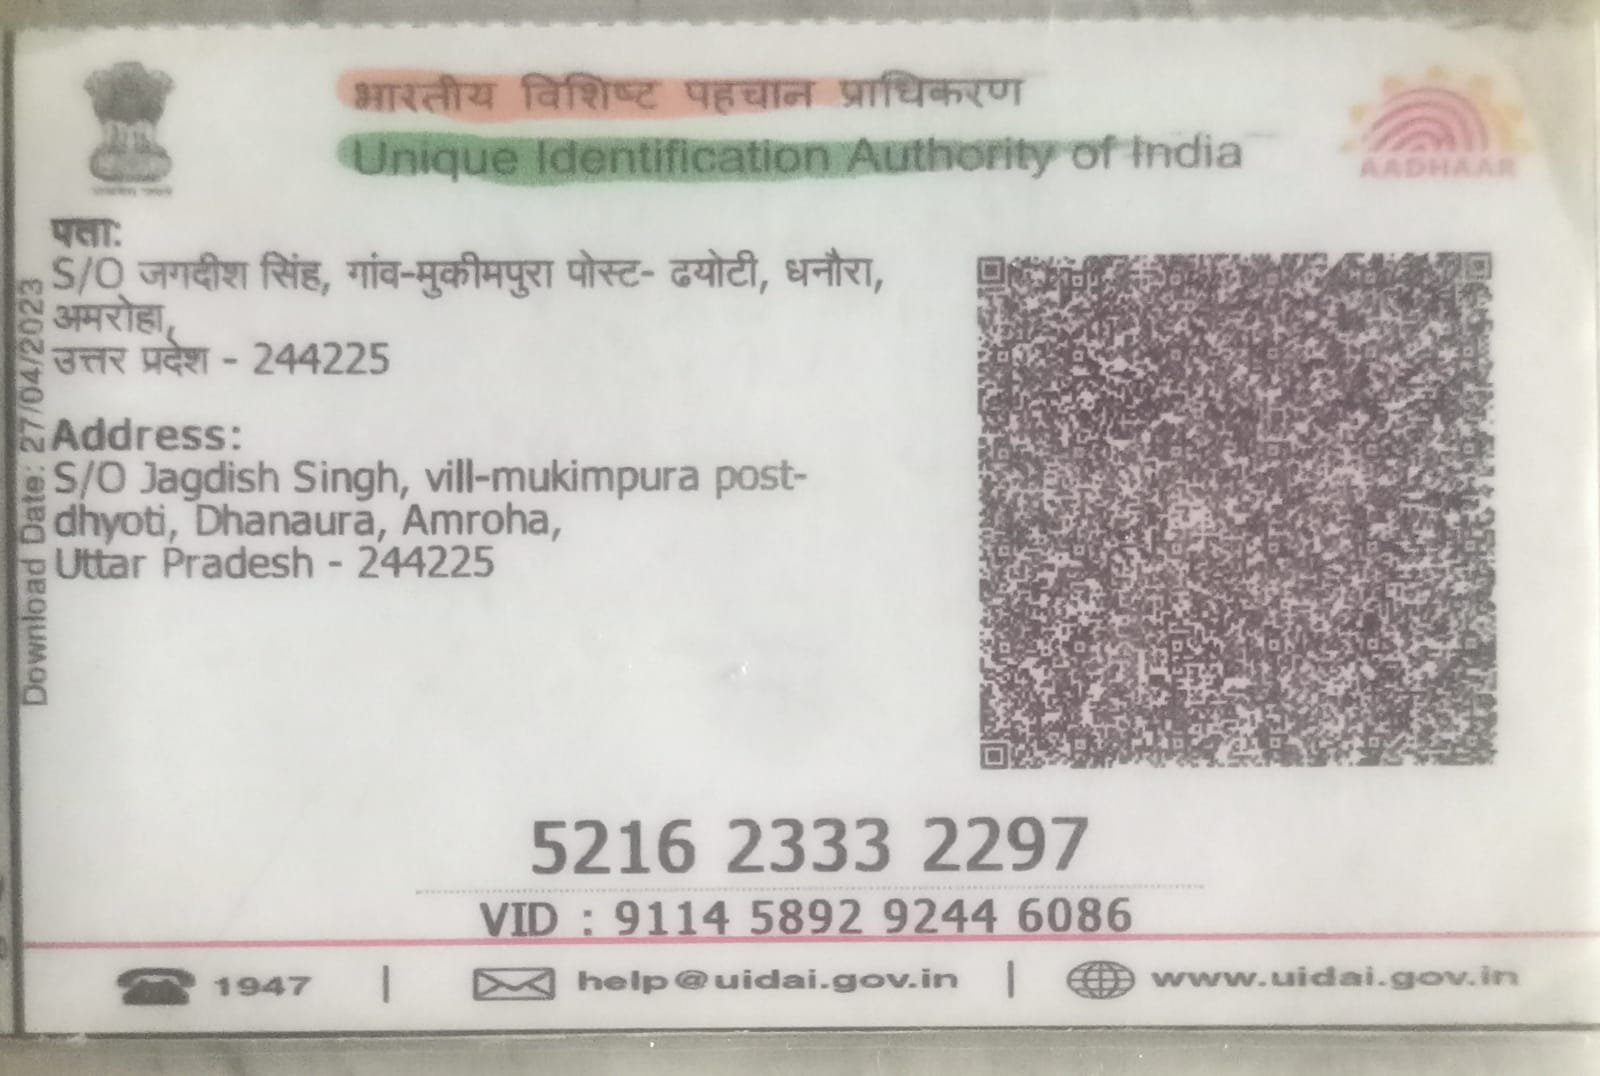 भारतीय विशिष्ट पहचान प्राधिकरण
Unique Identification Authority of India
AADHAAR
पता:
S/O जगदीश सिंह, गांव-मुकीमपुरा पोस्ट- ढयोटी, धनौरा,
अमरोहा,
उत्तर प्रदेश - 244225
Address:
S/O Jagdish Singh, vill-mukimpura post-
dhyoti, Dhanaura, Amroha,
Uttar Pradesh - 244225
Download Date: 27/04/2023
5216 2333 2297
VID : 9114 5892 9244 6086
1947 | help@uidai.gov.in | www.uidai.gov.in